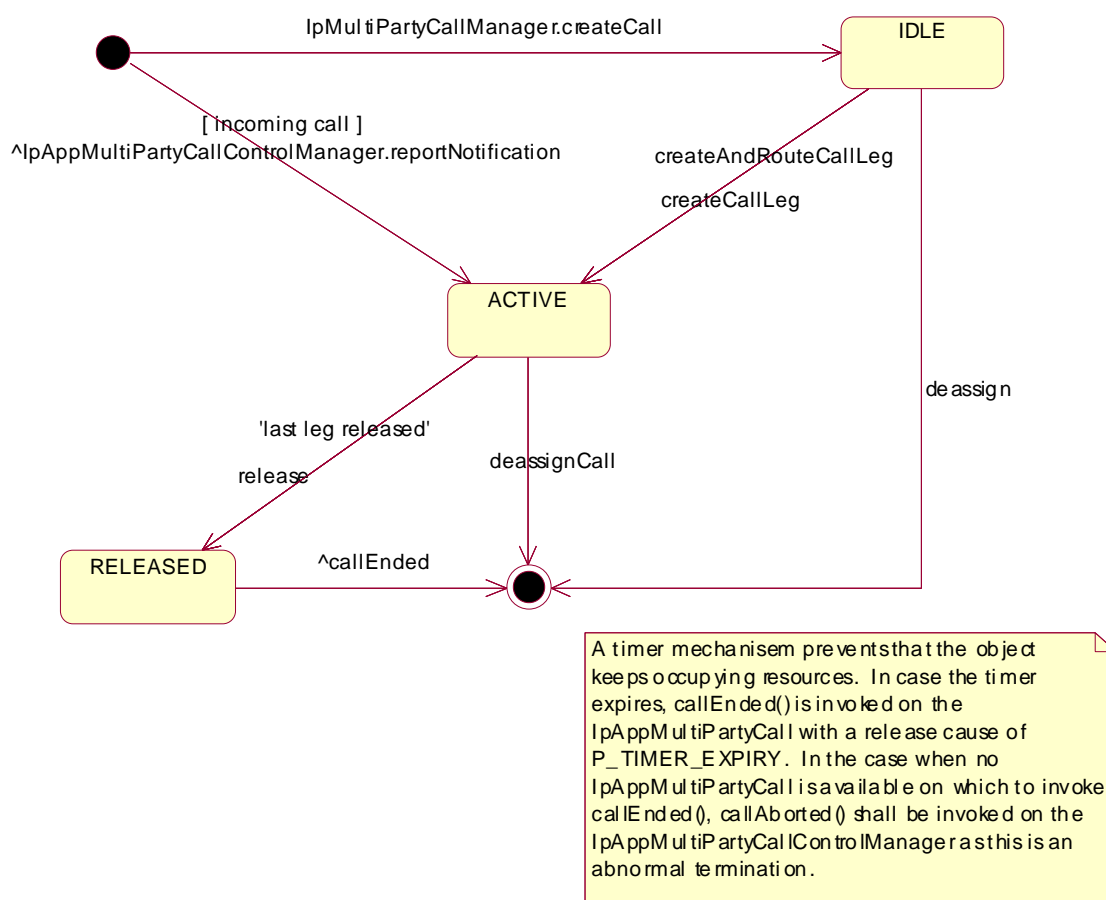 IpMultiPartyCallManager.createCall
IDLE
[ incoming call ]
^IpAppMultiPartyCallControlManager.reportNotification
createAndRouteCallLeg
createCallLeg
ACTIVE
deassign
'last leg released'
release
deassignCall
RELEASED
^callEnded
A timer mechanisem prevents that the object
keeps ooccupying resources. In case the timer
expires, callEnded() is invoked on the
IpAppMultiPartyCall with a release cause of
P_TIMER_EXPIRY. In the case when no
IpAppMultiPartyCall is available on which to invoke
callEnded(), callAborted() shall be invoked on the
IpAppMultiPartyCallControlManager as this is an
abnormal termination.